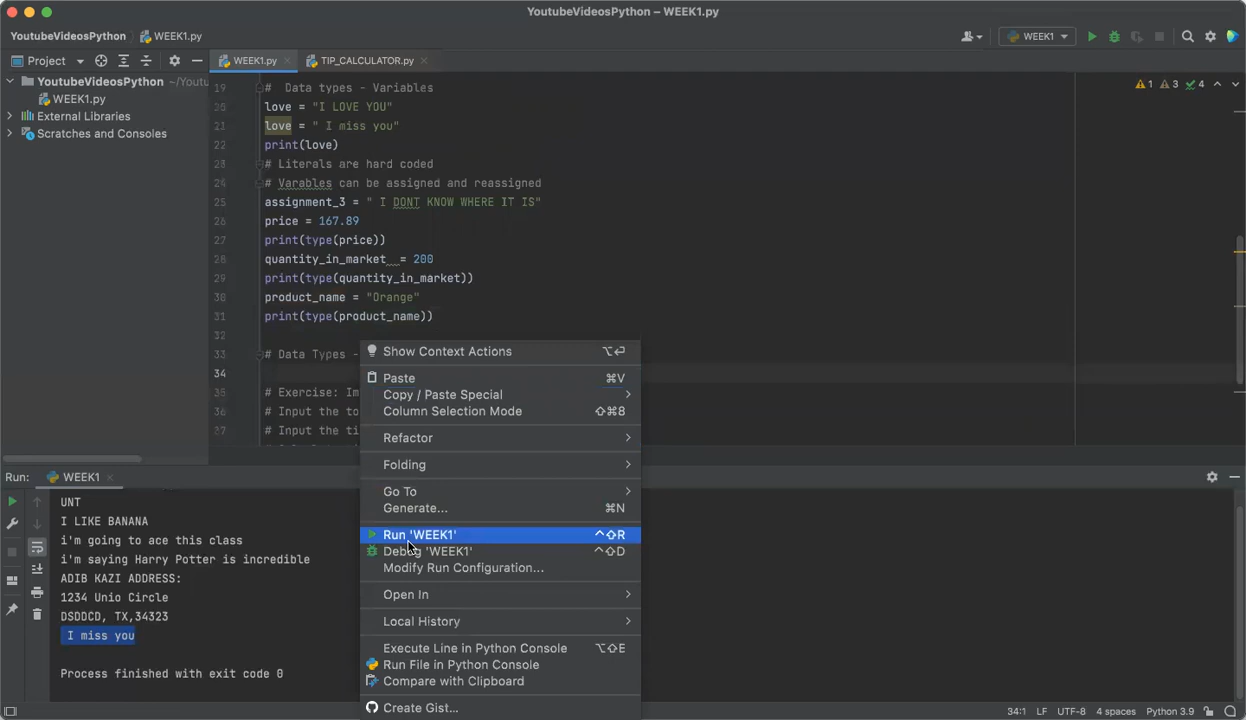 YoutubeVideosPython – WEEK1.py
YoutubeVideosPython WEEK1.py WEEK1
Project WEEK1.py TIP_CALCULATOR.py
YoutubeVideosPython ~/Youtu
WEEK1.py
External Libraries
Scratches and Consoles
1 3 4
19 # Data types - Variables
20 love = "I LOVE YOU"
21 love = " I miss you"
22 print(love)
23 # Literals are hard coded
24 # Varables can be assigned and reassigned
25 assignment_3 = " I DONT KNOW WHERE IT IS"
26 price = 167.89
27 print(type(price))
28 quantity_in_market = 200
29 print(type(quantity_in_market))
30 product_name = "Orange"
31 print(type(product_name))
32
33 # Data Types -
34
35 # Exercise: Im
36 # Input the to
37 # Input the ti
Show Context Actions ⌥⏎
Paste ⌘V
Copy / Paste Special
Column Selection Mode ⇧⌘8
Refactor
Folding
Go To
Generate... ⌘N
Run 'WEEK1' ^⇧R
Debug 'WEEK1' ^⇧D
Modify Run Configuration...
Open In
Local History
Execute Line in Python Console ⌥⇧E
Run File in Python Console
Compare with Clipboard
Create Gist...
Run: WEEK1
UNT
I LIKE BANANA
i'm going to ace this class
i'm saying Harry Potter is incredible
ADIB KAZI ADDRESS:
1234 Unio Circle
DSDDCD, TX,34323
I miss you
Process finished with exit code 0
34:1 LF UTF-8 4 spaces Python 3.9